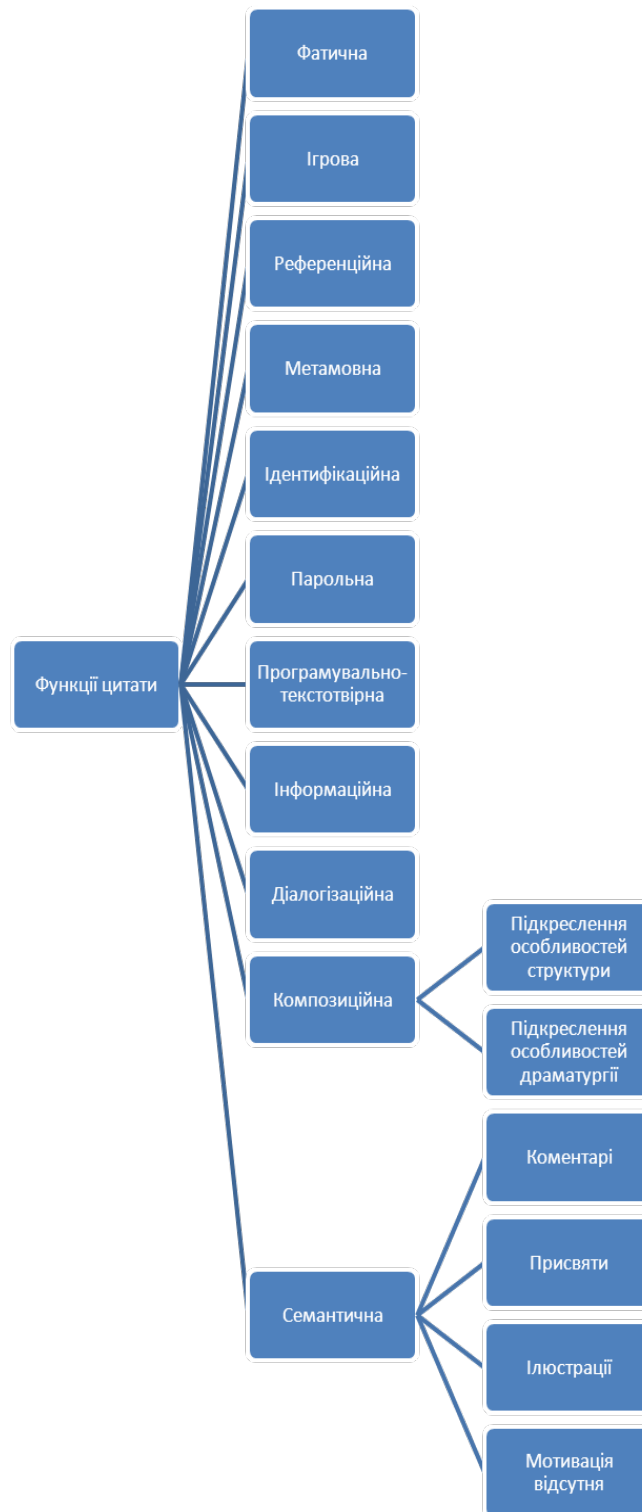 Фатична
Ігрова
Референційна
Метамовна
Ідентифікаційна
Парольна
Функції цитати
Програмувально-
текстотвірна
Інформаційна
Діалогізаційна
Композиційна
Підкреслення
особливостей
структури
Підкреслення
особливостей
драматургії
Семантична
Коментарі
Присвяти
Ілюстрації
Мотивація
відсутня